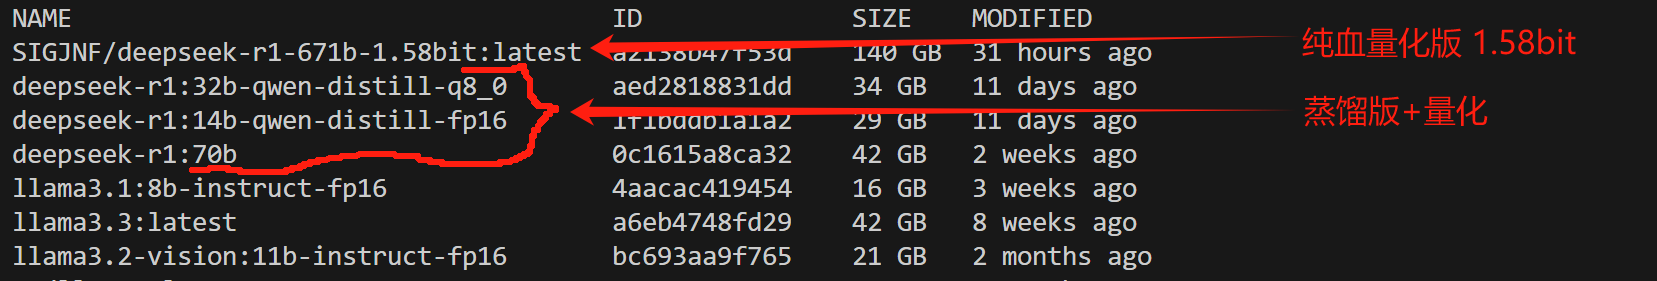 NAME ID SIZE MODIFIED
SIGJNF/deepseek-r1-671b-1.58bit:latest a2138b47f53d 140 GB 31 hours ago 纯血量化版 1.58bit
deepseek-r1:32b-qwen-distill-q8_0 aed2818831dd 34 GB 11 days ago
deepseek-r1:14b-qwen-distill-fp16 1f1bddb1a1a2 29 GB 11 days ago 蒸馏版+量化
deepseek-r1:70b 0c1615a8ca32 42 GB 2 weeks ago
llama3.1:8b-instruct-fp16 4aacac419454 16 GB 3 weeks ago
llama3.3:latest a6eb4748fd29 42 GB 8 weeks ago
llama3.2-vision:11b-instruct-fp16 bc693aa9f765 21 GB 2 months ago